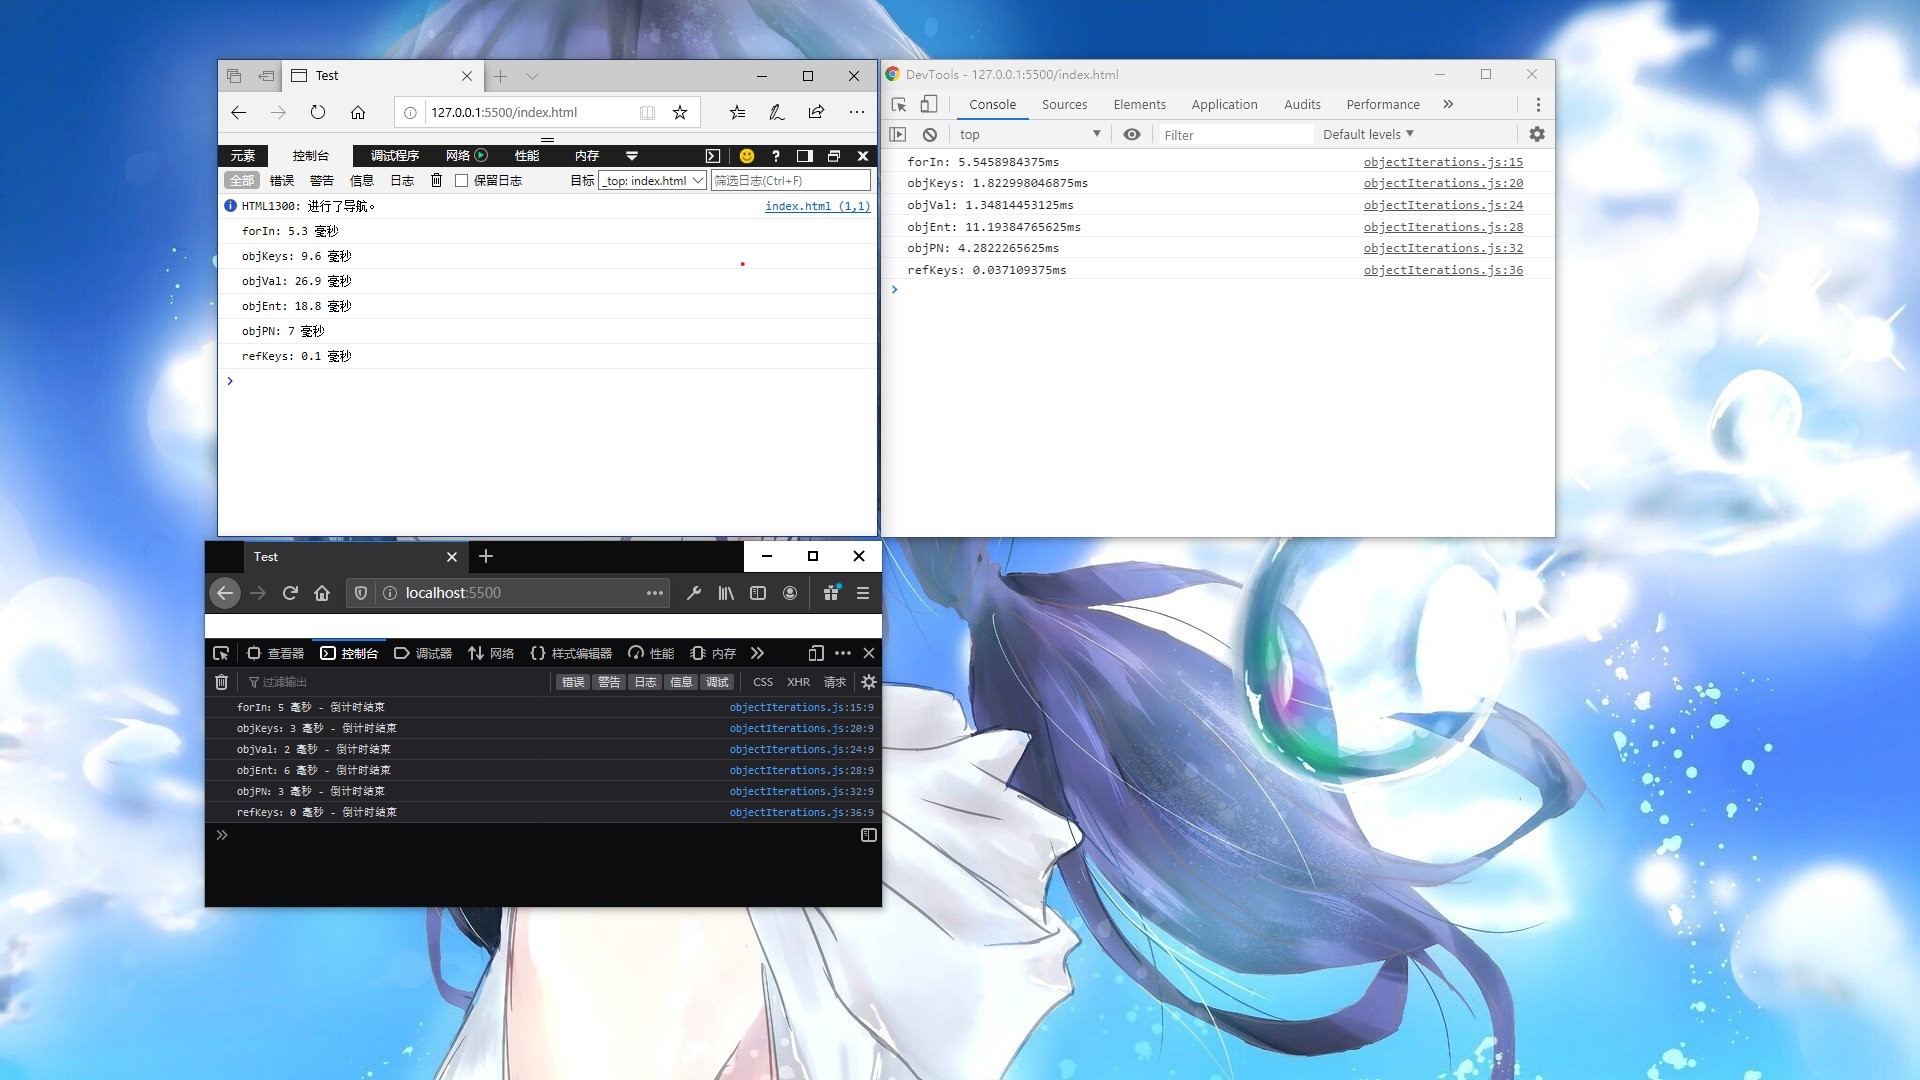 Test
127.0.0.1:5500/index.html
元素 控制台 调试程序 网络 性能 内存
全部 错误 警告 信息 日志 保留日志 目标 _top: index.html 筛选日志(Ctrl+F)
HTML1300: 进行了导航。 index.html (1,1)
forIn: 5.3 毫秒
objKeys: 9.6 毫秒
objVal: 26.9 毫秒
objEnt: 18.8 毫秒
objPN: 7 毫秒
refKeys: 0.1 毫秒
DevTools - 127.0.0.1:5500/index.html
Console Sources Elements Application Audits Performance
top Filter Default levels
forIn: 5.5458984375ms objectIterations.js:15
objKeys: 1.822998046875ms objectIterations.js:20
objVal: 1.34814453125ms objectIterations.js:24
objEnt: 11.19384765625ms objectIterations.js:28
objPN: 4.2822265625ms objectIterations.js:32
refKeys: 0.037109375ms objectIterations.js:36
Test
localhost:5500
查看器 控制台 调试器 网络 样式编辑器 性能 内存
过滤输出 错误 警告 日志 信息 调试 CSS XHR 请求
forIn: 5 毫秒 - 倒计时结束 objectIterations.js:15:9
objKeys: 3 毫秒 - 倒计时结束 objectIterations.js:20:9
objVal: 2 毫秒 - 倒计时结束 objectIterations.js:24:9
objEnt: 6 毫秒 - 倒计时结束 objectIterations.js:28:9
objPN: 3 毫秒 - 倒计时结束 objectIterations.js:32:9
refKeys: 0 毫秒 - 倒计时结束 objectIterations.js:36:9